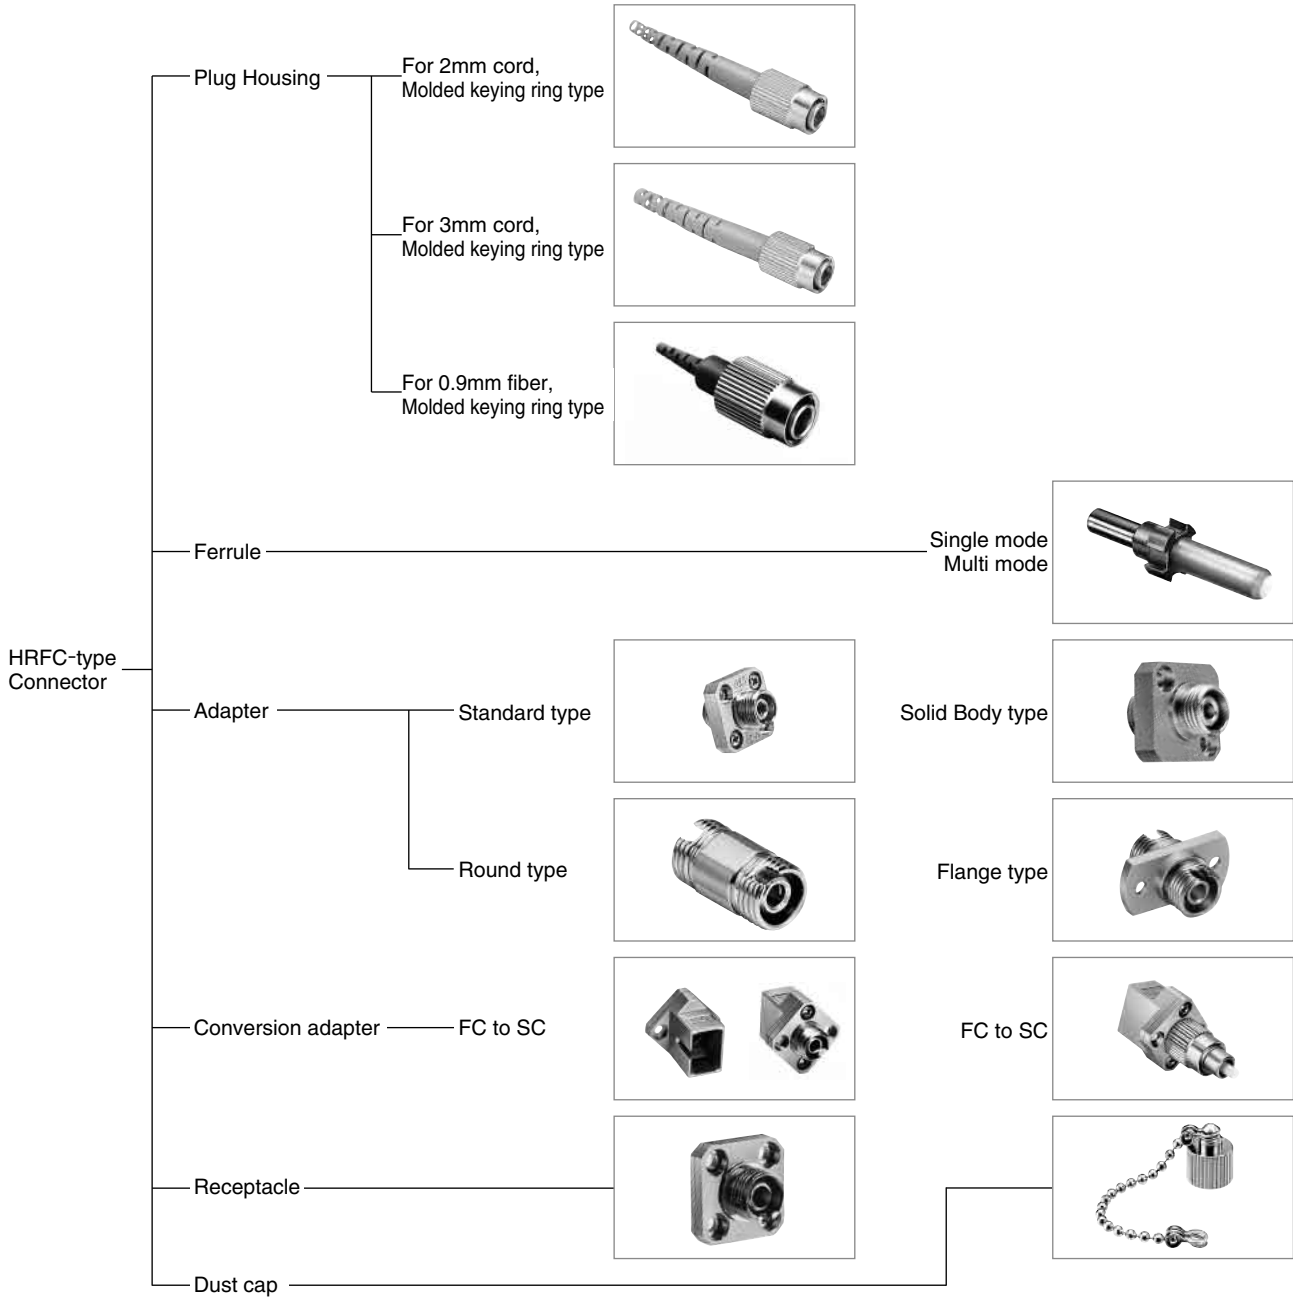 Plug Housing
For 2mm cord,
Molded keying ring type
For 3mm cord,
Molded keying ring type
For 0.9mm fiber,
Molded keying ring type
Ferrule
Single mode
Multi mode
HRFC-type
Connector
Adapter
Standard type
Solid Body type
Round type
Flange type
Conversion adapter
FC to SC
FC to SC
Receptacle
Dust cap